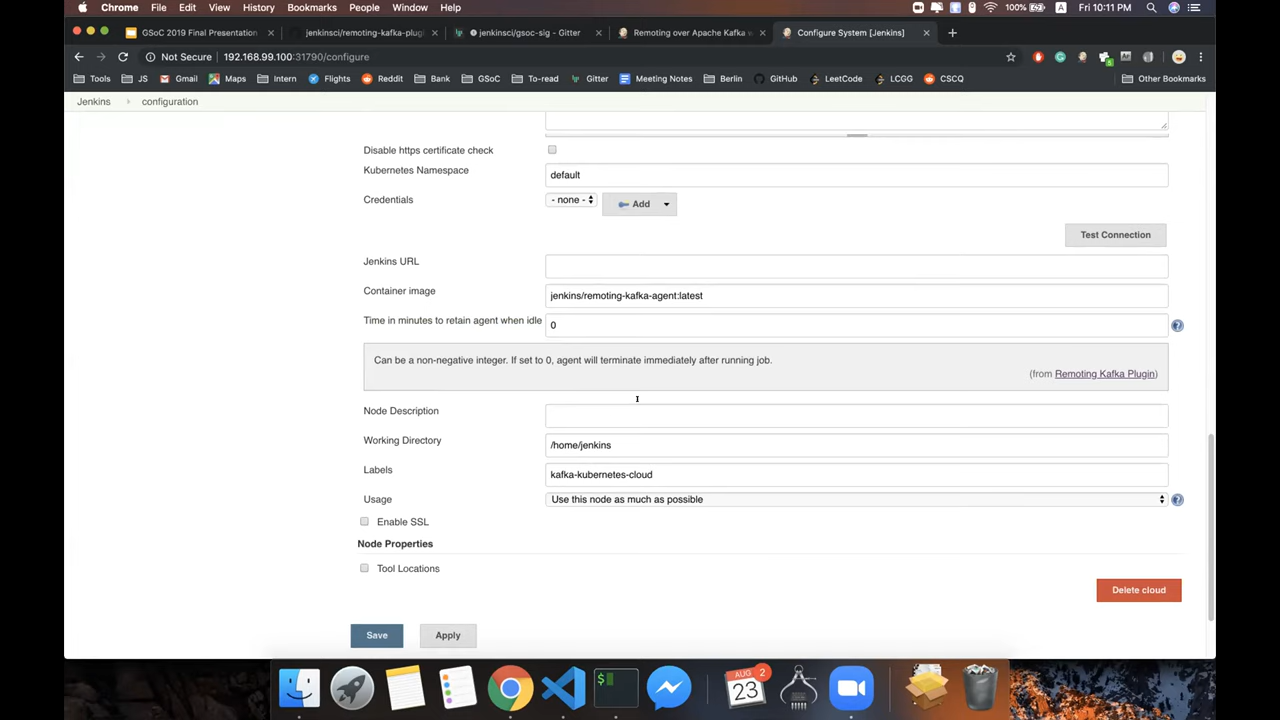 Chrome File Edit View History Bookmarks People Window Help 100% Fri 10:11 PM
GSoC 2019 Final Presentation jenkinsci/remoting-kafka-plugi jenkinsci/gsoc-sig - Gitter Remoting over Apache Kafka w Configure System [Jenkins]
Not Secure 192.168.99.100:31790/configure
Tools JS Gmail Maps Intern Flights Reddit Bank GSoC To-read Gitter Meeting Notes Berlin GitHub LeetCode LCGG CSCQ Other Bookmarks
Jenkins configuration
Disable https certificate check
Kubernetes Namespace default
Credentials - none - Add
Test Connection
Jenkins URL
Container image jenkins/remoting-kafka-agent:latest
Time in minutes to retain agent when idle 0
Can be a non-negative integer. If set to 0, agent will terminate immediately after running job.
(from Remoting Kafka Plugin)
Node Description
Working Directory /home/jenkins
Labels kafka-kubernetes-cloud
Usage Use this node as much as possible
Enable SSL
Node Properties
Tool Locations
Delete cloud
Save Apply
AUG 2
23